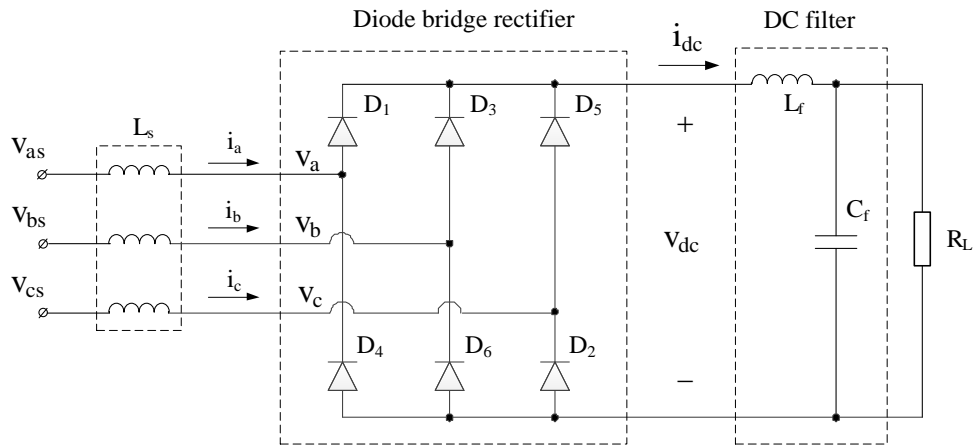 Diode bridge rectifier
DC filter
i_dc
D_1
D_3
D_5
L_f
L_s
v_as
i_a
v_a
+
v_bs
i_b
v_b
v_dc
C_f
R_L
v_cs
i_c
v_c
D_4
D_6
D_2
−